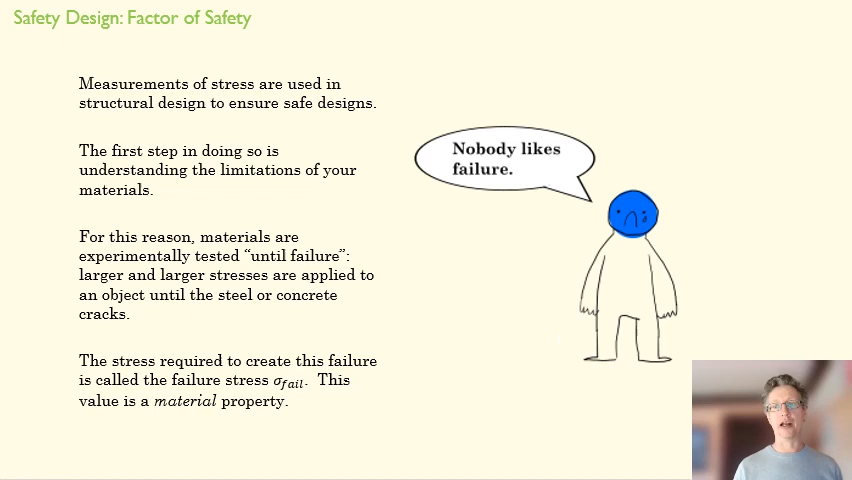 Safety Design: Factor of Safety
Measurements of stress are used in
structural design to ensure safe designs.
The first step in doing so is
understanding the limitations of your
materials.
For this reason, materials are
experimentally tested “until failure”:
larger and larger stresses are applied to
an object until the steel or concrete
cracks.
The stress required to create this failure
is called the failure stress σ_fail. This
value is a material property.
Nobody likes
failure.